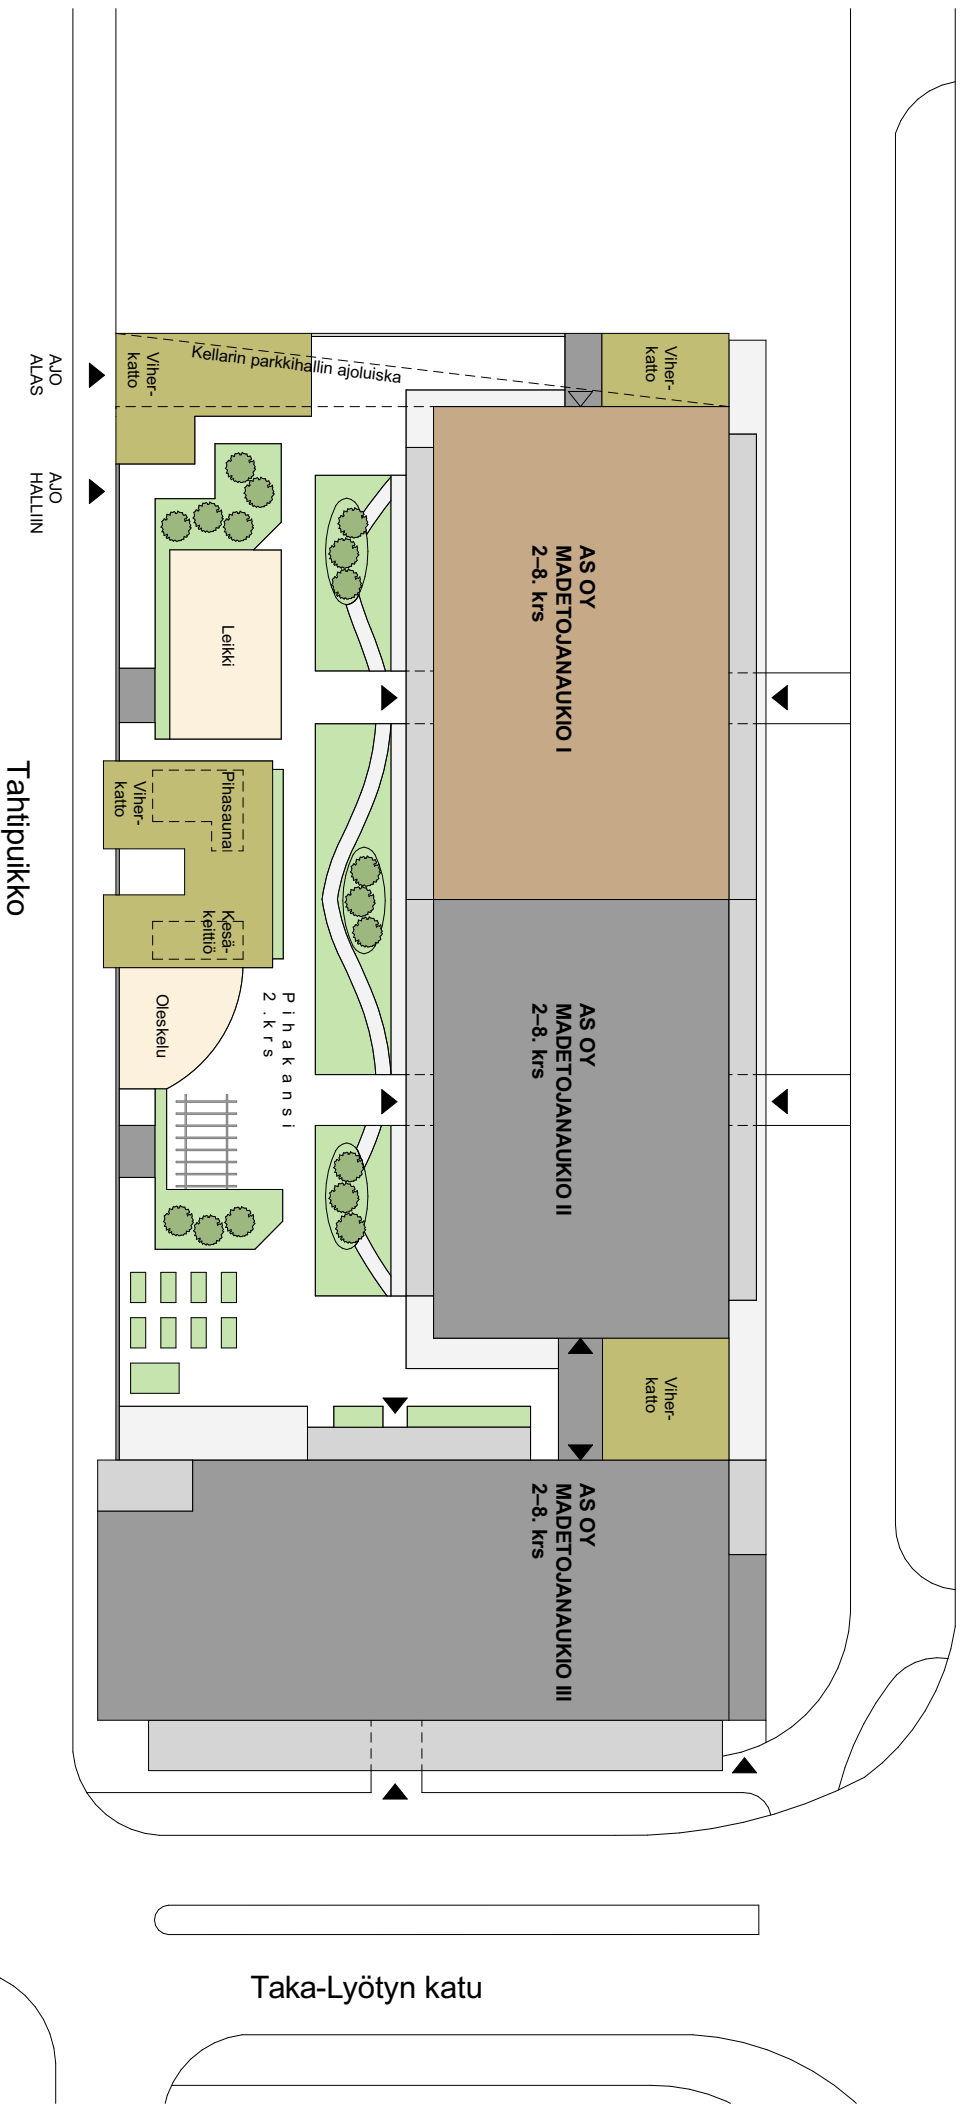 Viher-
katto
Kellarin parkkihallin ajoluiska
Viher-
katto
AJO
ALAS
AJO
HALLIIN
AS OY
MADETOJANAUKIO I
2–8. krs
Leikki
Pihasauna
Viher-
katto
Kesä-
keittiö
Tahtipuikko
Oleskelu
Pihakansi
2.krs
AS OY
MADETOJANAUKIO II
2–8. krs
Viher-
katto
AS OY
MADETOJANAUKIO III
2–8. krs
Taka-Lyötyn katu